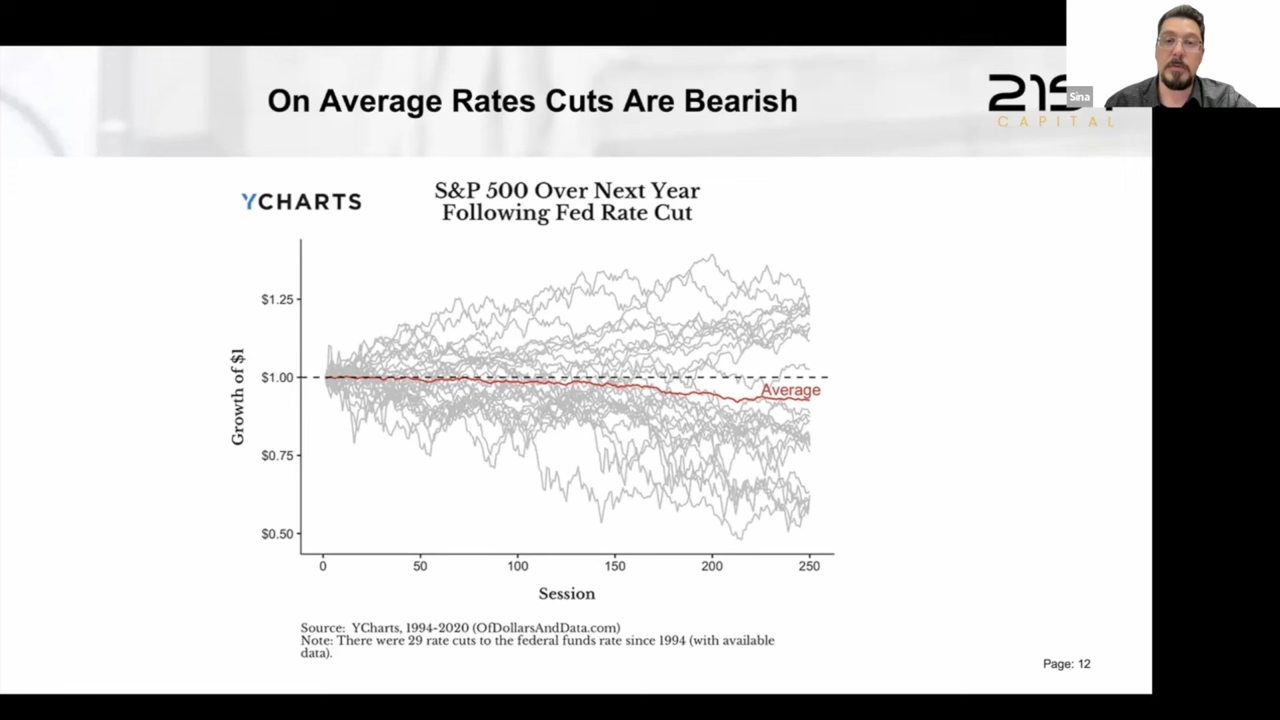 On Average Rates Cuts Are Bearish
Sina
CAPITAL
YCHARTS
S&P 500 Over Next Year
Following Fed Rate Cut
Growth of $1
$1.25
$1.00
$0.75
$0.50
Average
0 50 100 150 200 250
Session
Source: YCharts, 1994-2020 (OfDollarsAndData.com)
Note: There were 29 rate cuts to the federal funds rate since 1994 (with available
data).
Page: 12